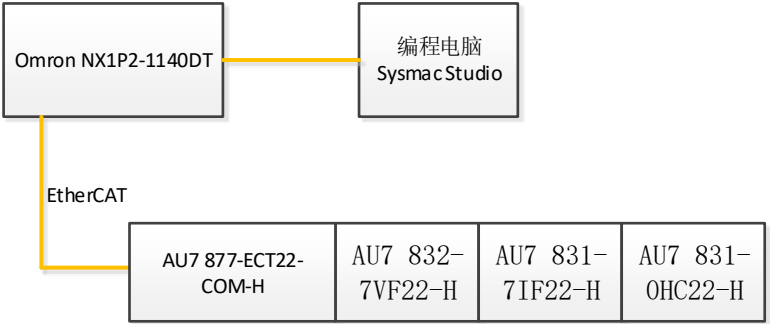 Omron NX1P2-1140DT
编程电脑
Sysmac Studio
EtherCAT
AU7 877-ECT22-
COM-H
AU7 832-
7VF22-H
AU7 831-
7IF22-H
AU7 831-
0HC22-H